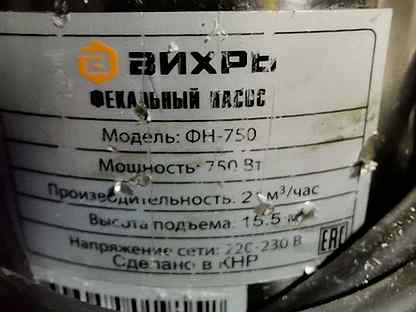 ВИХРЬ
ФЕКАЛЬНЫЙ НАСОС
Модель: ФН-750
Мощность: 750 Вт
Производительность: м³/час
Высота подъема: 15.5 м
Напряжение сети: 220-230 В
EAC
Сделано в КНР